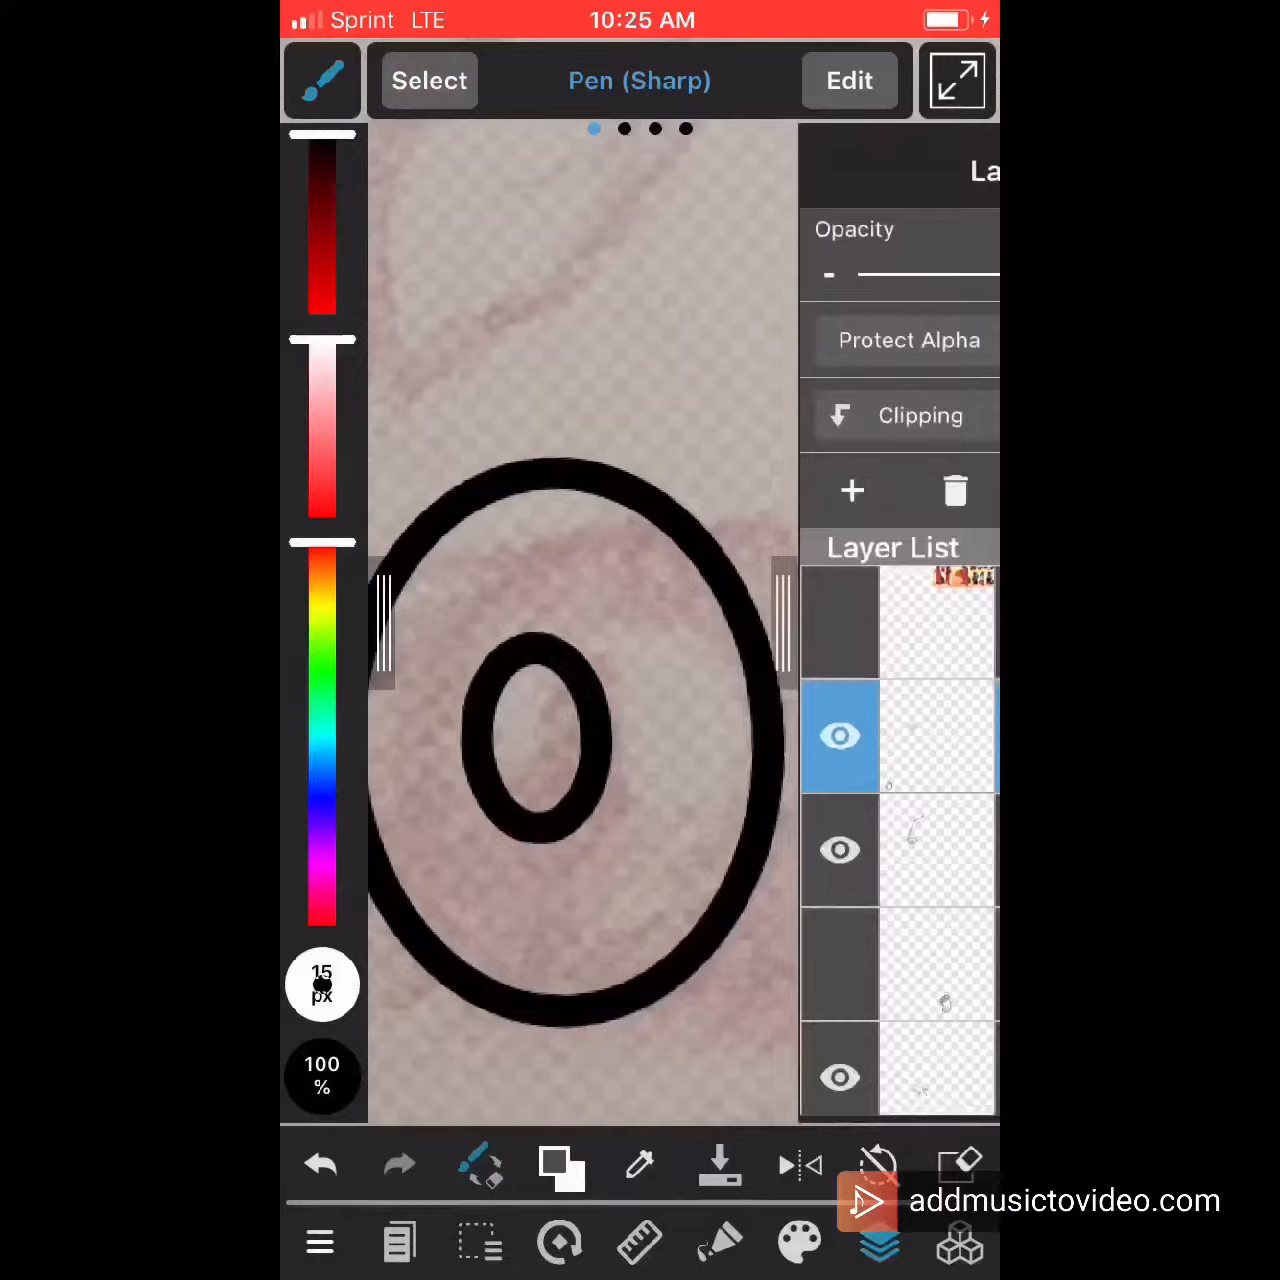 Sprint LTE 10:25 AM
Select Pen (Sharp) Edit
La
Opacity
Protect Alpha
Clipping
Layer List
15
px
100
%
addmusictovideo.com